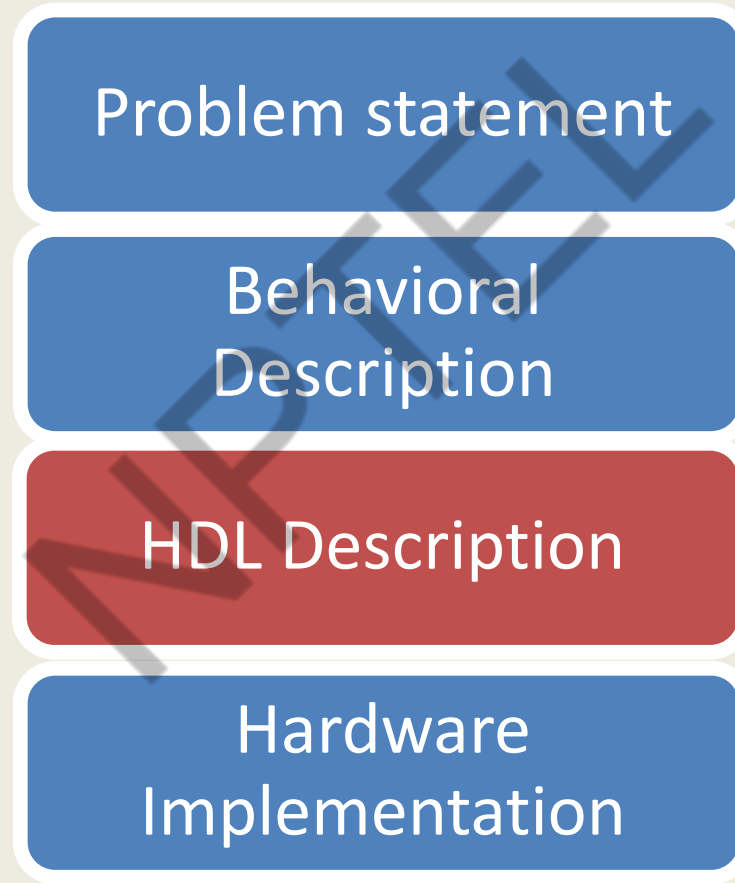 Problem statement
Behavioral
Description
HDL Description
Hardware
Implementation
NPTEL